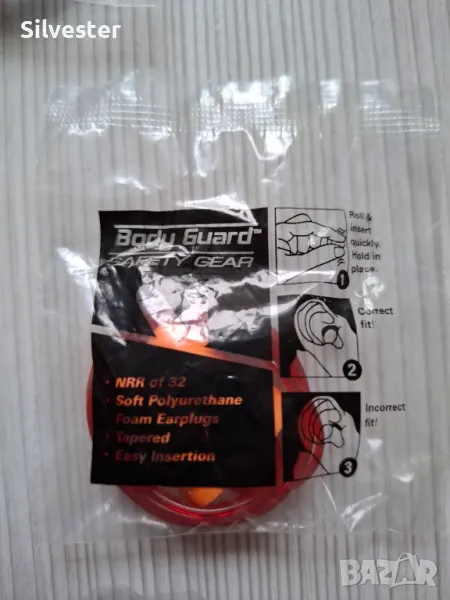 Silvester
Body Guard™
SAFETY GEAR
• NRR of 32
• Soft Polyurethane
Foam Earplugs
• Tapered
• Easy Insertion
Roll &
insert
quickly.
Hold in
place.
1
Correct
fit!
2
Incorrect
fit!
3
BAZAR